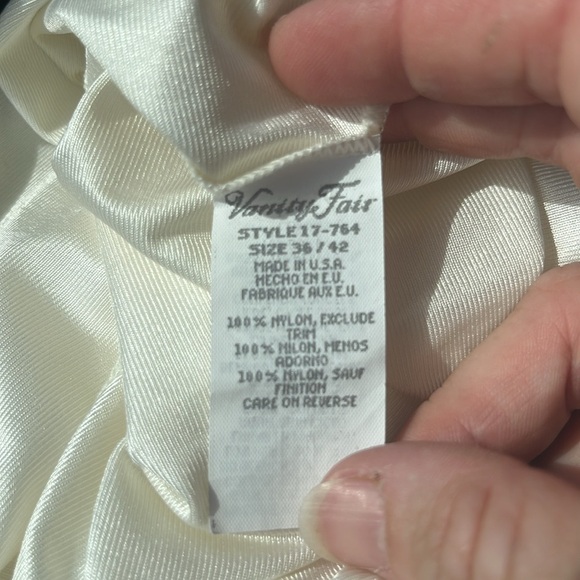 Vanity Fair
STYLE 17-764
SIZE 36 / 42
MADE IN U.S.A.
HECHO EN E.U.
FABRIQUE AUX E.U.
100% NYLON, EXCLUDE
TRIM
100% NILON, MENOS
ADORNO
100% NYLON, SAUF
FINITION
CARE ON REVERSE